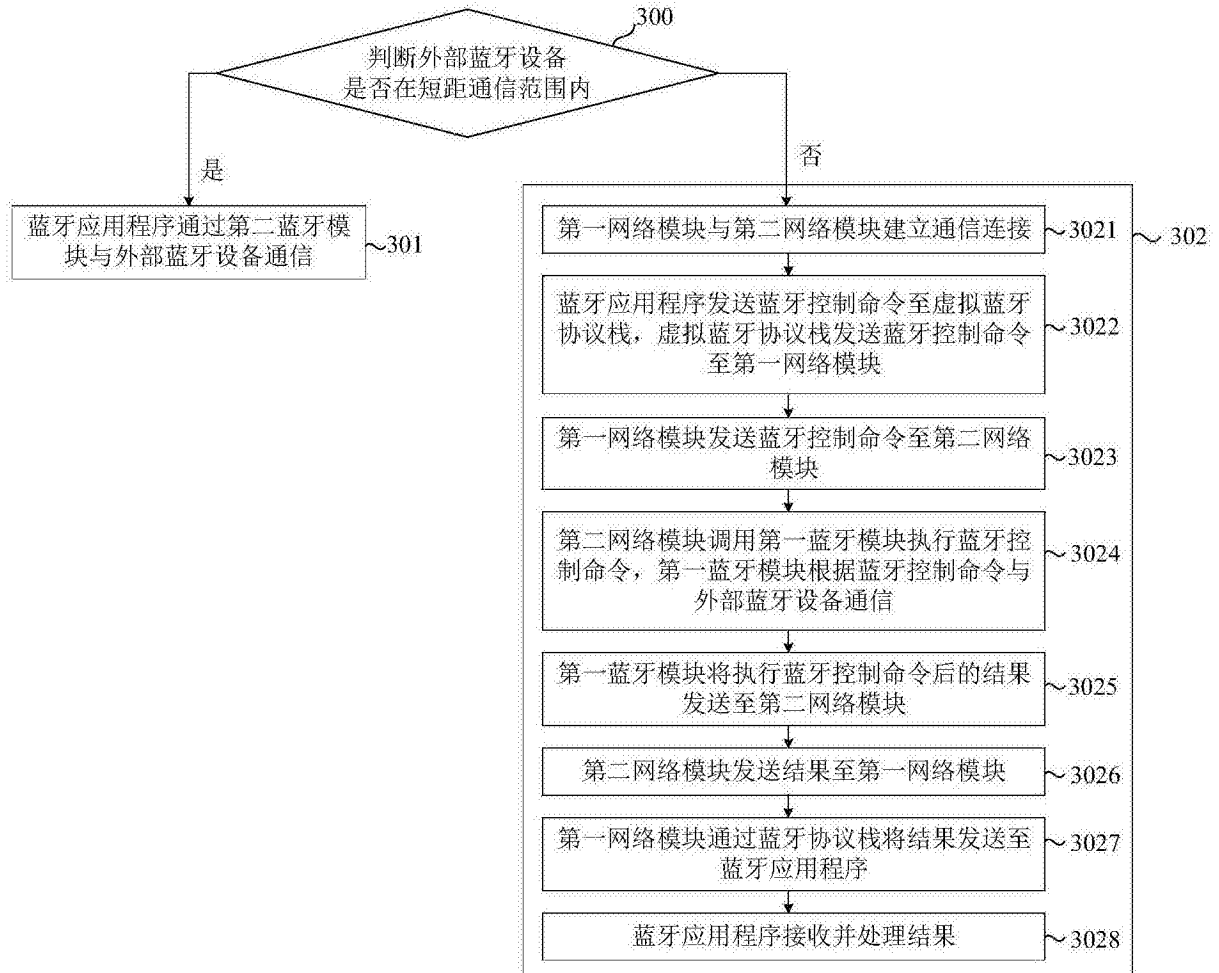 300
判断外部蓝牙设备
是否在短距通信范围内
是
否
蓝牙应用程序通过第二蓝牙模
块与外部蓝牙设备通信
301
302
第一网络模块与第二网络模块建立通信连接
3021
蓝牙应用程序发送蓝牙控制命令至虚拟蓝牙
协议栈，虚拟蓝牙协议栈发送蓝牙控制命令
至第一网络模块
3022
第一网络模块发送蓝牙控制命令至第二网络
模块
3023
第二网络模块调用第一蓝牙模块执行蓝牙控
制命令，第一蓝牙模块根据蓝牙控制命令与
外部蓝牙设备通信
3024
第一蓝牙模块将执行蓝牙控制命令后的结果
发送至第二网络模块
3025
第二网络模块发送结果至第一网络模块
3026
第一网络模块通过蓝牙协议栈将结果发送至
蓝牙应用程序
3027
蓝牙应用程序接收并处理结果
3028